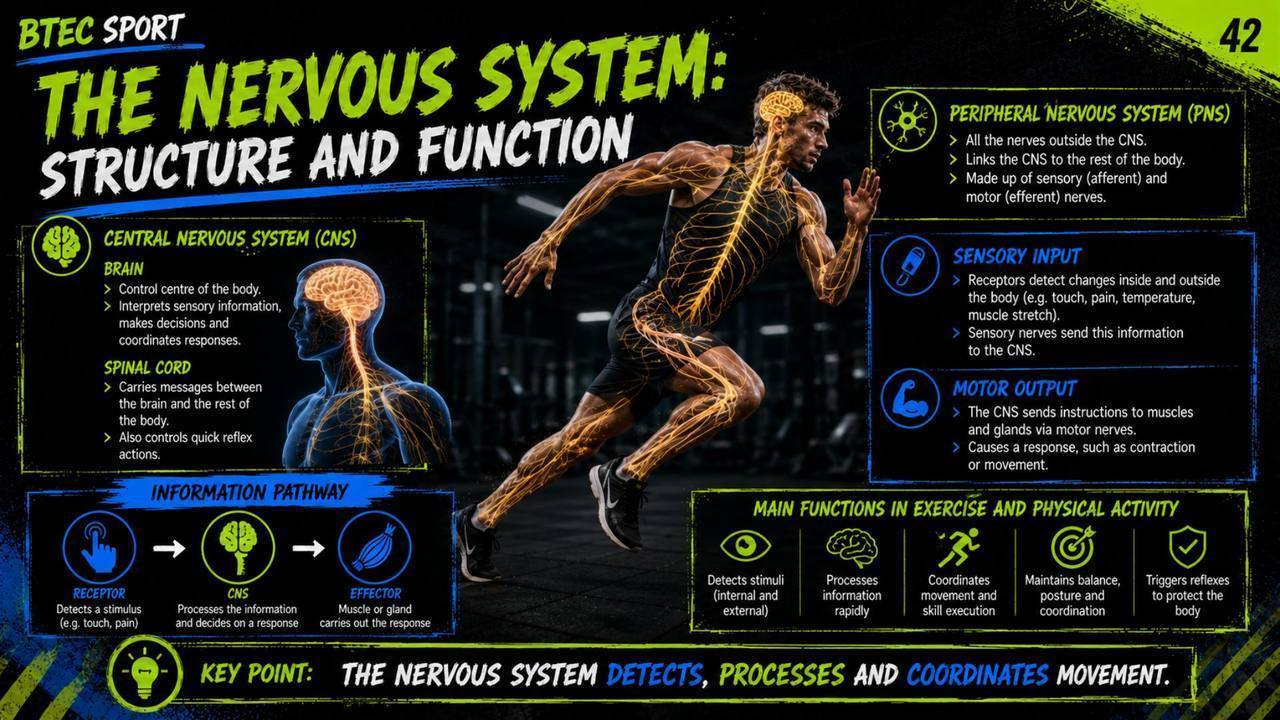 BTEC SPORT
42
THE NERVOUS SYSTEM:
STRUCTURE AND FUNCTION
CENTRAL NERVOUS SYSTEM (CNS)
BRAIN
> Control centre of the body.
> Interprets sensory information,
makes decisions and
coordinates responses.
SPINAL CORD
> Carries messages between
the brain and the rest of
the body.
> Also controls quick reflex
actions.
PERIPHERAL NERVOUS SYSTEM (PNS)
> All the nerves outside the CNS.
> Links the CNS to the rest of the body.
> Made up of sensory (afferent) and
motor (efferent) nerves.
SENSORY INPUT
> Receptors detect changes inside and outside
the body (e.g. touch, pain, temperature,
muscle stretch).
> Sensory nerves send this information
to the CNS.
MOTOR OUTPUT
> The CNS sends instructions to muscles
and glands via motor nerves.
> Causes a response, such as contraction
or movement.
INFORMATION PATHWAY
RECEPTOR
Detects a stimulus
(e.g. touch, pain)
CNS
Processes the information
and decides on a response
EFFECTOR
Muscle or gland
carries out the response
MAIN FUNCTIONS IN EXERCISE AND PHYSICAL ACTIVITY
Detects stimuli
(internal and
external)
Processes
information
rapidly
Coordinates
movement and
skill execution
Maintains balance,
posture and
coordination
Triggers reflexes
to protect the
body
KEY POINT: THE NERVOUS SYSTEM DETECTS, PROCESSES AND COORDINATES MOVEMENT.